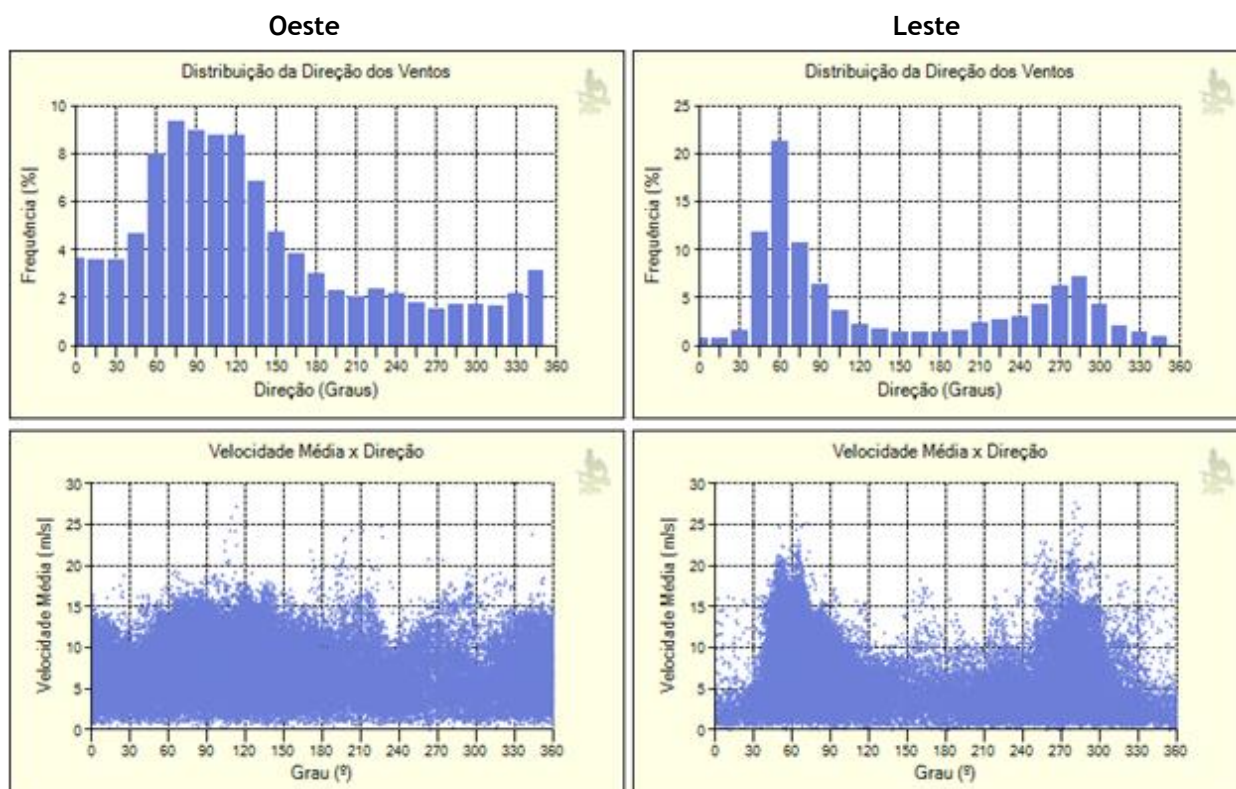 Oeste
Leste
Distribuição da Direção dos Ventos
Frequência [%]
10
8
6
4
2
0
0 30 60 90 120 150 180 210 240 270 300 330 360
Direção (Graus)
Distribuição da Direção dos Ventos
Frequência [%]
25
20
15
10
5
0
0 30 60 90 120 150 180 210 240 270 300 330 360
Direção (Graus)
Velocidade Média x Direção
Velocidade Média [m/s]
30
25
20
15
10
5
0
0 30 60 90 120 150 180 210 240 270 300 330 360
Grau (º)
Velocidade Média x Direção
Velocidade Média [m/s]
30
25
20
15
10
5
0
0 30 60 90 120 150 180 210 240 270 300 330 360
Grau (º)